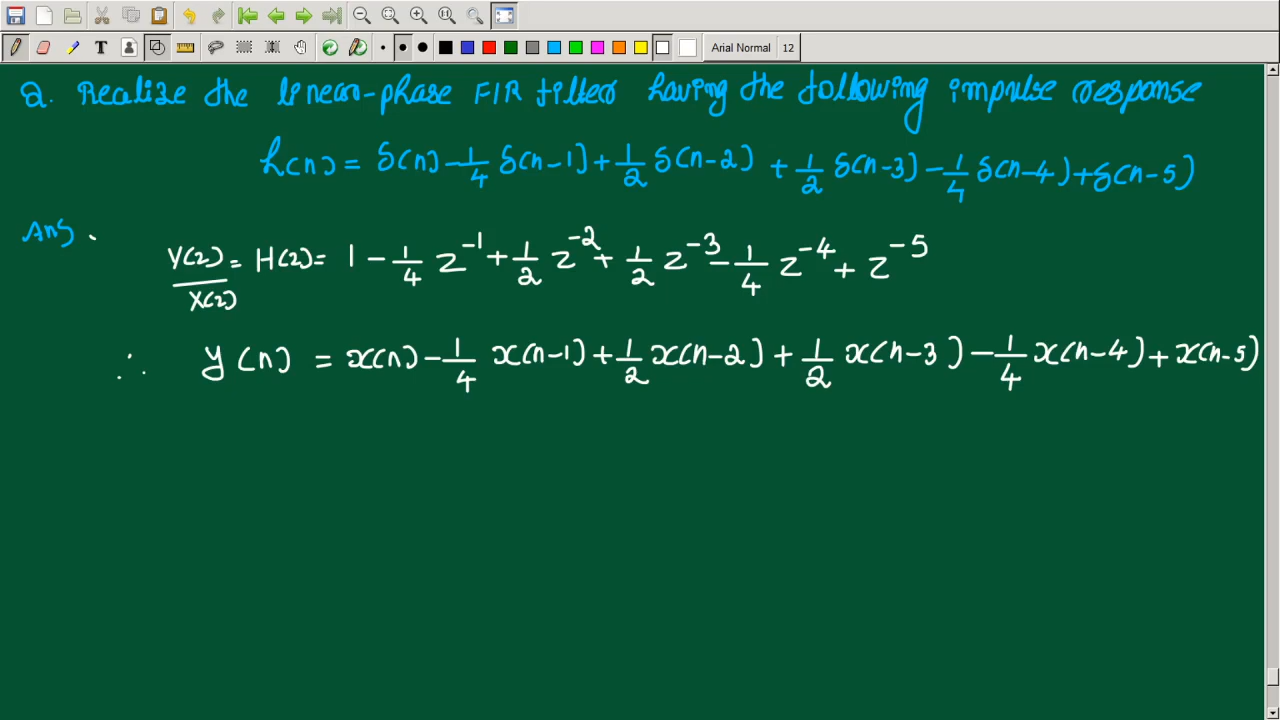 Arial Normal 12
Q. Realize the linear-phase FIR filter having the following impulse response
h(n) = δ(n) - 1/4 δ(n-1) + 1/2 δ(n-2) + 1/2 δ(n-3) - 1/4 δ(n-4) + δ(n-5)
Ans.
Y(z)/X(z) = H(z) = 1 - 1/4 z^-1 + 1/2 z^-2 + 1/2 z^-3 - 1/4 z^-4 + z^-5
∴ y(n) = x(n) - 1/4 x(n-1) + 1/2 x(n-2) + 1/2 x(n-3) - 1/4 x(n-4) + x(n-5)